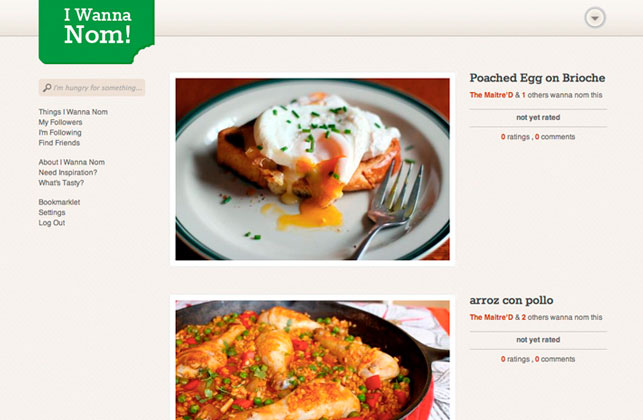 I Wanna
Nom!
I'm hungry for something...
Things I Wanna Nom
My Followers
I'm Following
Find Friends
About I Wanna Nom
Need Inspiration?
What's Tasty?
Bookmarklet
Settings
Log Out
Poached Egg on Brioche
The Maitre'D & 1 others wanna nom this
not yet rated
0 ratings , 0 comments
arroz con pollo
The Maitre'D & 2 others wanna nom this
not yet rated
0 ratings , 0 comments